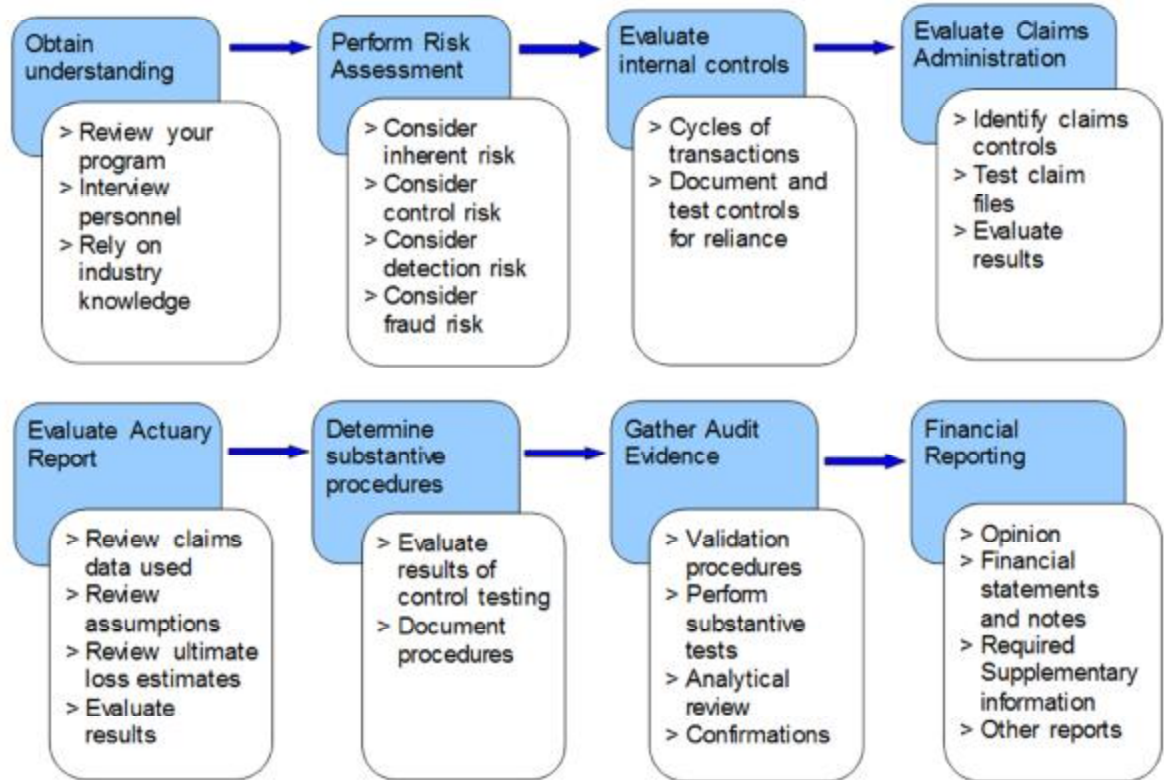 Obtain
understanding
> Review your
program
> Interview
personnel
> Rely on
industry
knowledge
Perform Risk
Assessment
> Consider
inherent risk
> Consider
control risk
> Consider
detection risk
> Consider
fraud risk
Evaluate
internal controls
> Cycles of
transactions
> Document and
test controls
for reliance
Evaluate Claims
Administration
> Identify claims
controls
> Test claim
files
> Evaluate
results
Evaluate Actuary
Report
> Review claims
data used
> Review
assumptions
> Review ultimate
loss estimates
> Evaluate
results
Determine
substantive
procedures
> Evaluate
results of
control testing
> Document
procedures
Gather Audit
Evidence
> Validation
procedures
> Perform
substantive
tests
> Analytical
review
> Confirmations
Financial
Reporting
> Opinion
> Financial
statements
and notes
> Required
Supplementary
information
> Other reports